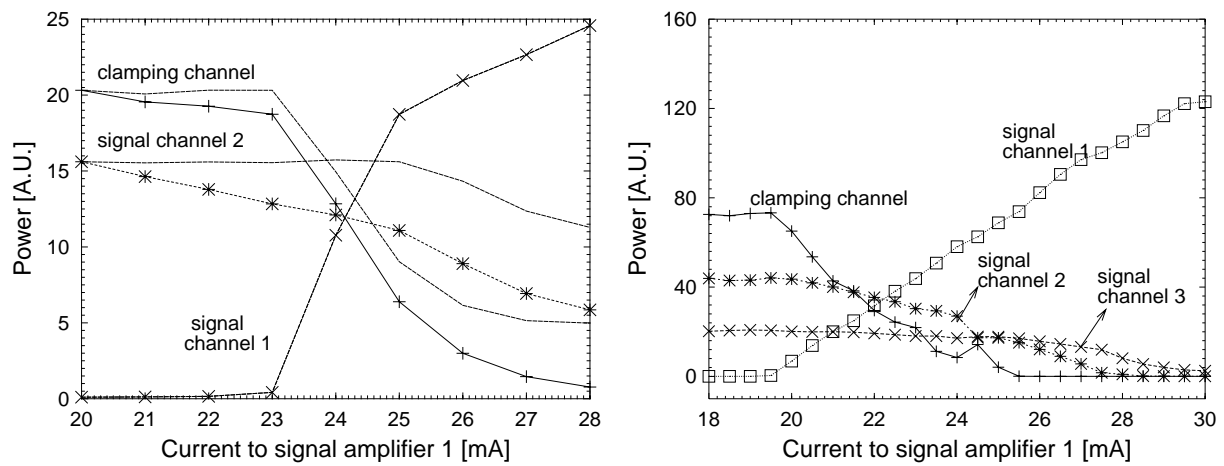 25
20
15
10
5
0
Power [A.U.]
clamping channel
signal channel 2
signal
channel 1
20 21 22 23 24 25 26 27 28
Current to signal amplifier 1 [mA]
160
120
80
40
0
Power [A.U.]
signal
channel 1
clamping channel
signal
channel 2
signal
channel 3
18 20 22 24 26 28 30
Current to signal amplifier 1 [mA]